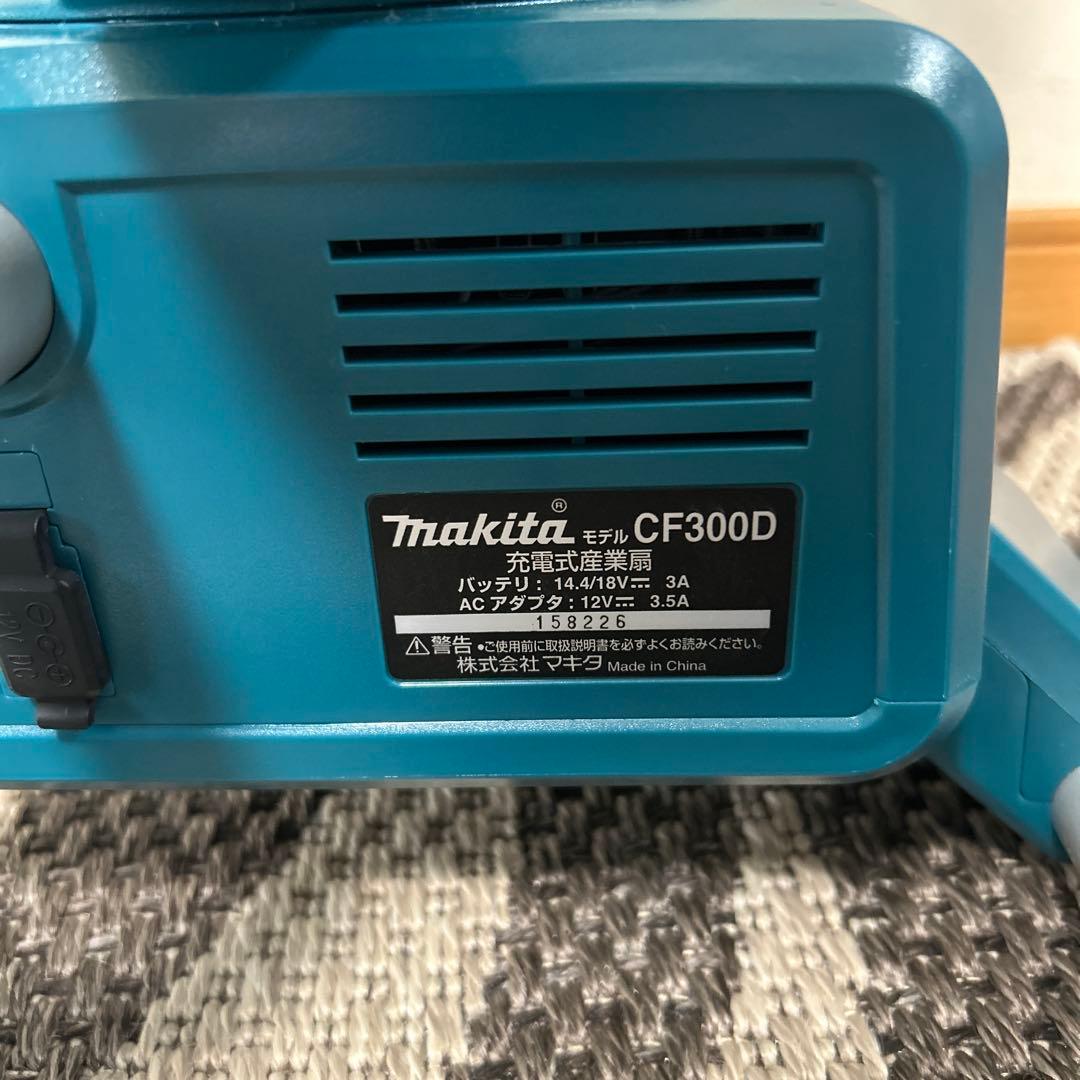 makita® モデル CF300D
充電式産業扇
バッテリ：14.4/18V⎓ 3A
ACアダプタ：12V⎓ 3.5A
158226
⚠警告 •ご使用前に取扱説明書を必ずよくお読みください。
株式会社マキタ Made in China
12V DC